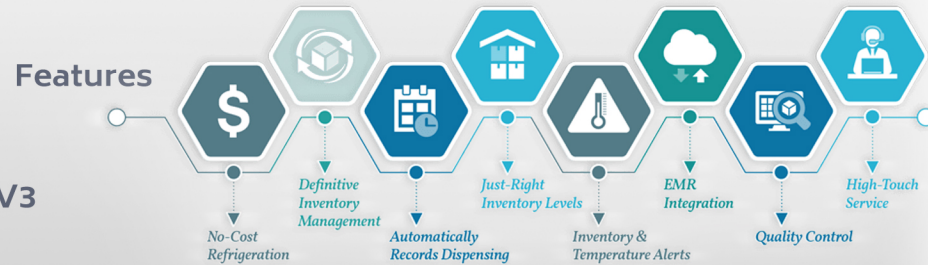 Features
V3
No-Cost
Refrigeration
Definitive
Inventory
Management
Automatically
Records Dispensing
Just-Right
Inventory Levels
Inventory &
Temperature Alerts
EMR
Integration
Quality Control
High-Touch
Service